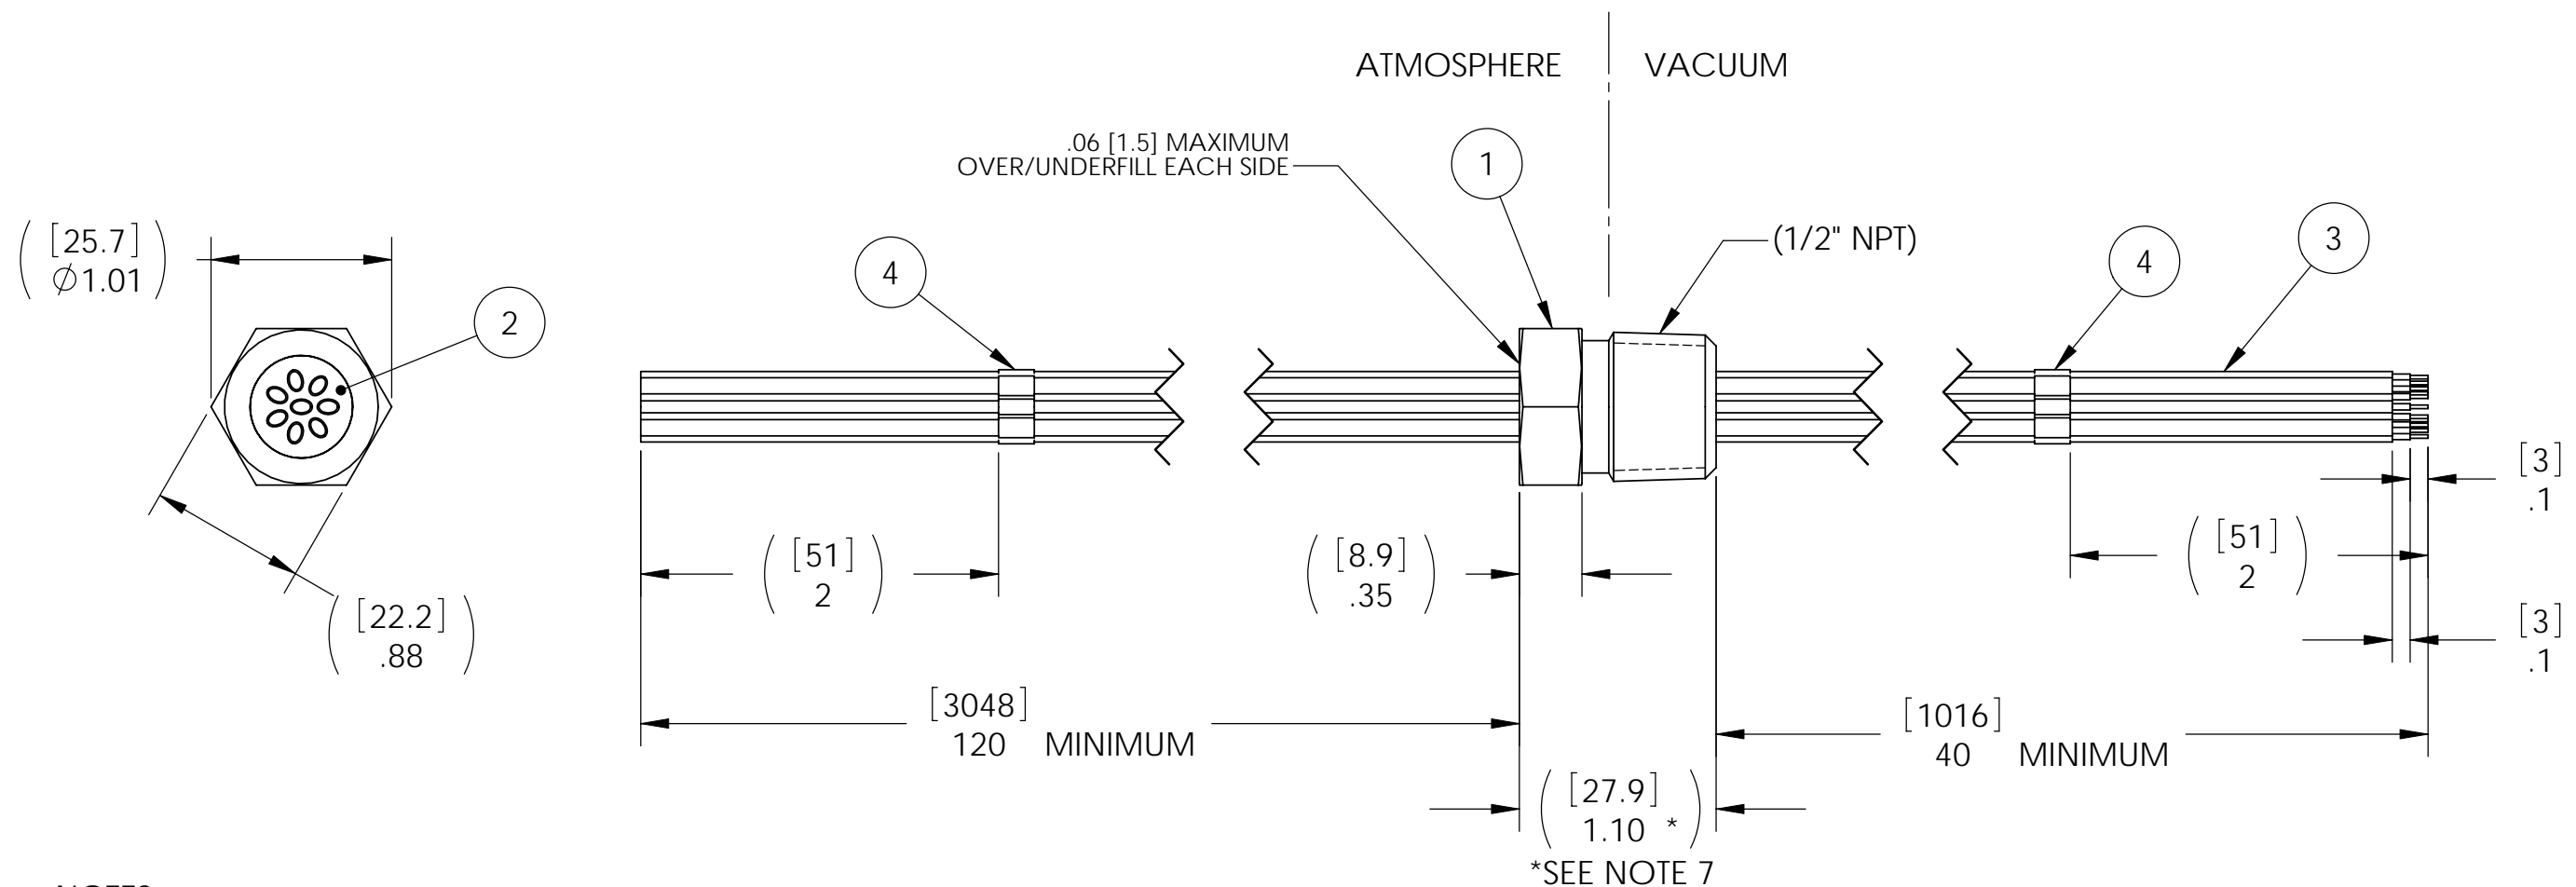 ATMOSPHERE
VACUUM
.06 [1.5] MAXIMUM
OVER/UNDERFILL EACH SIDE
1
(1/2" NPT)
3
4
4
2
([25.7]
∅1.01)
([22.2]
.88)
([51]
2)
([8.9]
.35)
([51]
2)
[3]
.1
[3]
.1
[3048]
120 MINIMUM
[1016]
40 MINIMUM
([27.9]
1.10 *)
*SEE NOTE 7